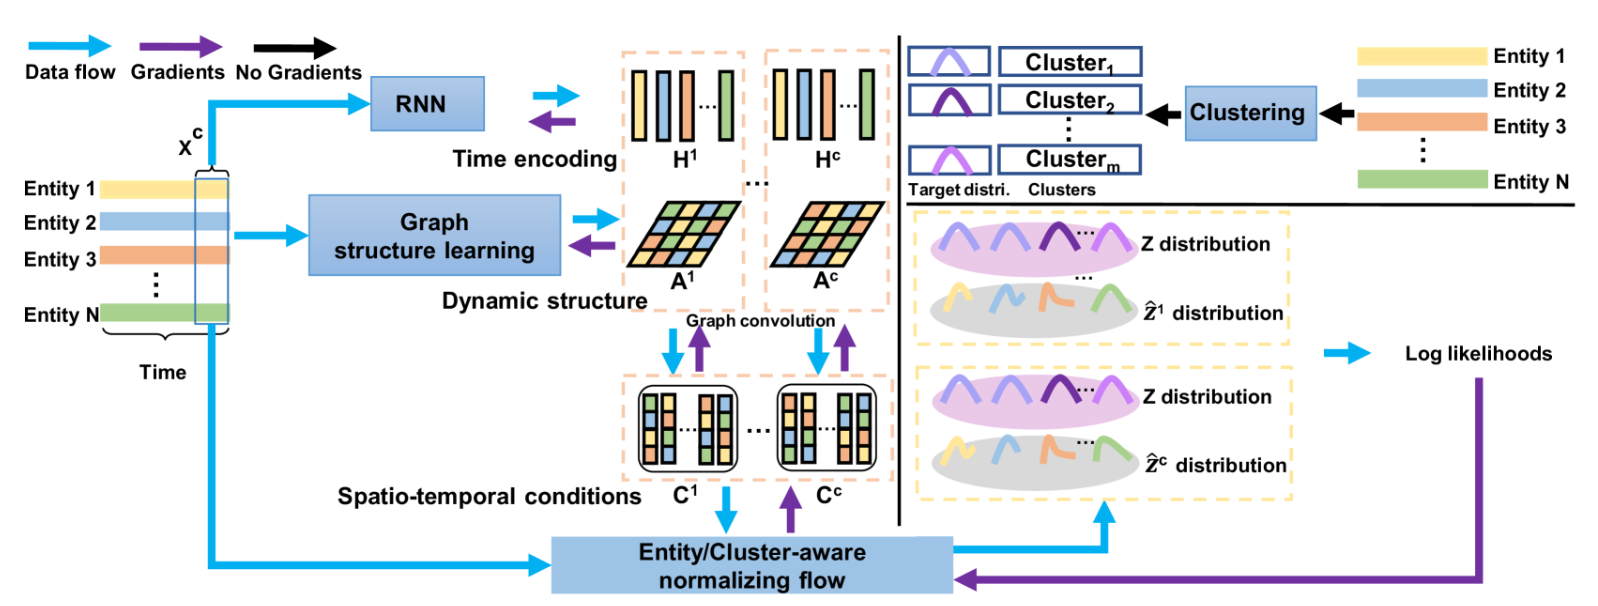 Data flow
Gradients
No Gradients
RNN
Time encoding
X^c
Entity 1
Entity 2
Entity 3
⋮
Entity N
Time
Graph
structure learning
Dynamic structure
...
H^1
...
H^c
...
A^1
A^c
Graph convolution
...
...
...
C^1
C^c
Spatio-temporal conditions
Entity/Cluster-aware
normalizing flow
Cluster_1
Cluster_2
⋮
Cluster_m
Target distri.
Clusters
Clustering
Entity 1
Entity 2
Entity 3
⋮
Entity N
...
Z distribution
...
Ẑ^1 distribution
...
Z distribution
...
Ẑ^c distribution
Log likelihoods